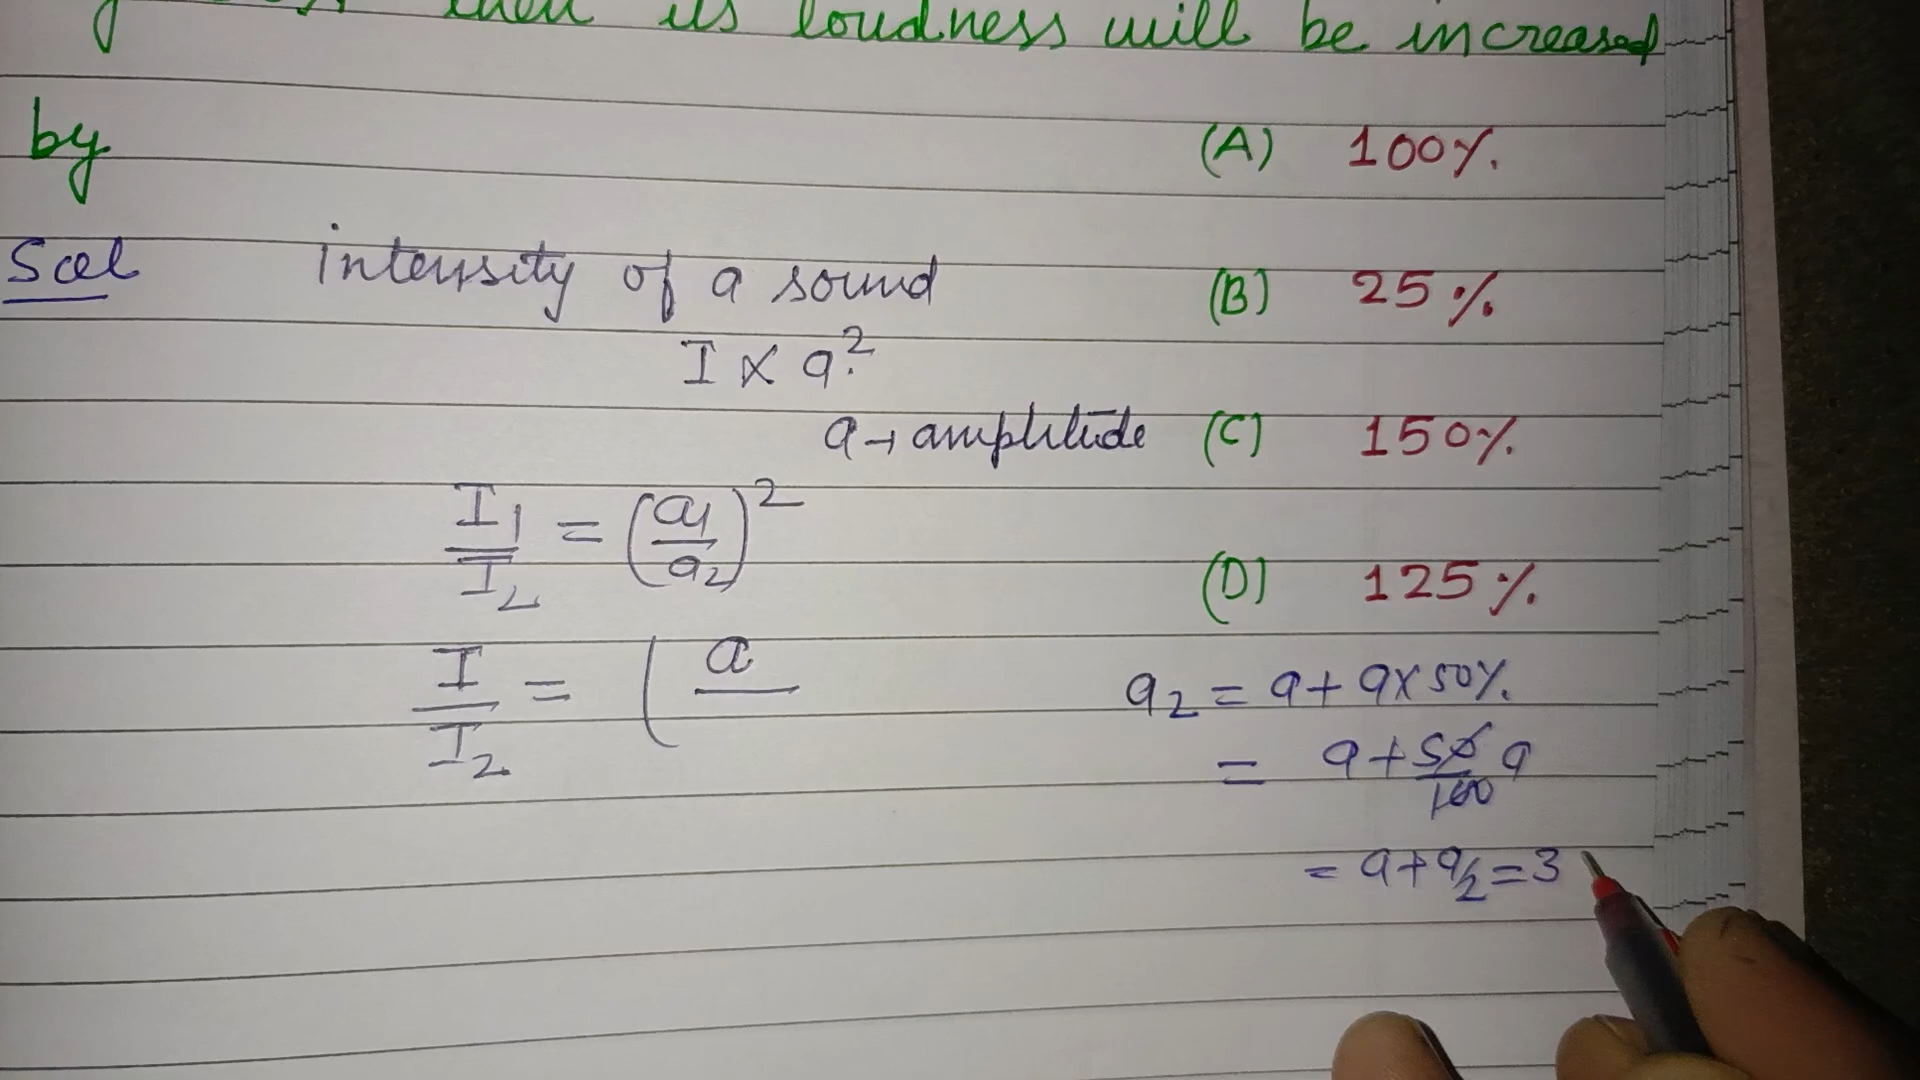 then its loudness will be increased
by
(A) 100%.
Sol intensity of a sound
(B) 25%
I ∝ a².
a → amplitude
(C) 150%.
I₁/I₂ = (a₁/a₂)²
(D) 125%.
I/I₂ = ( a
a₂ = a + a × 50%.
= a + 50/100 a
= a + a/2 = 3